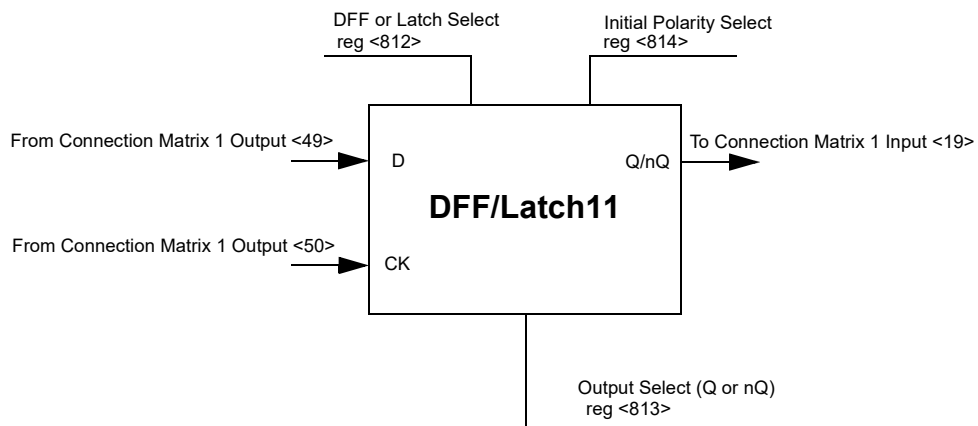 DFF or Latch Select
reg <812>
Initial Polarity Select
reg <814>
From Connection Matrix 1 Output <49>
To Connection Matrix 1 Input <19>
D
Q/nQ
DFF/Latch11
From Connection Matrix 1 Output <50>
CK
Output Select (Q or nQ)
reg <813>